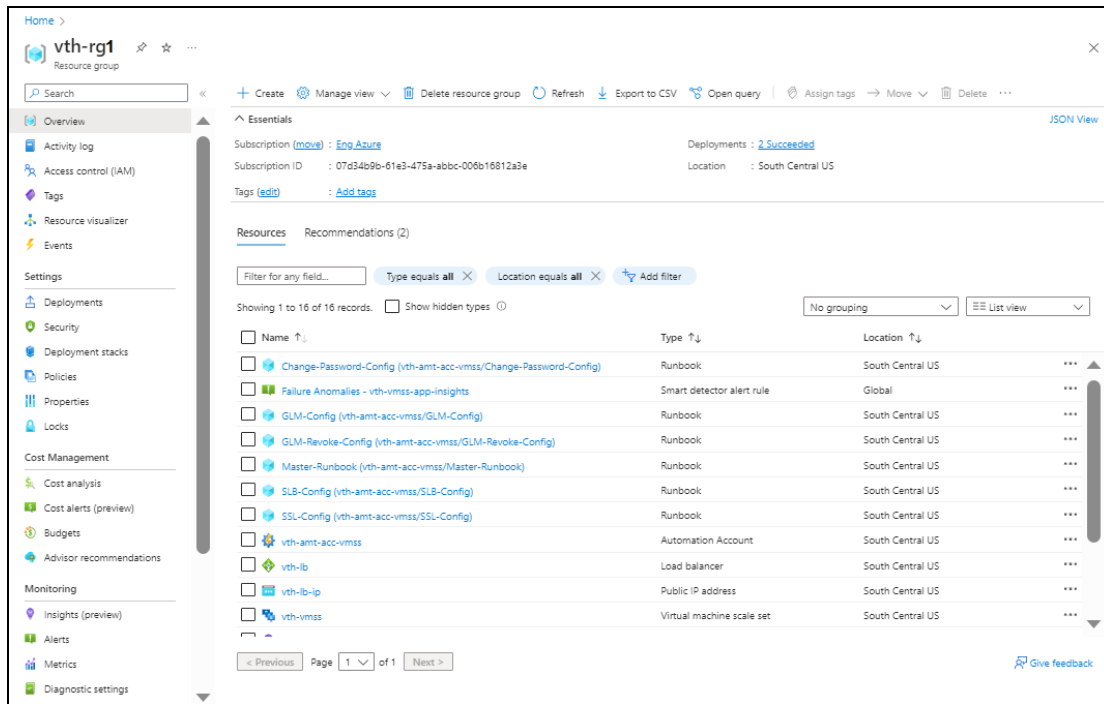 Home >
vth-rg1
Resource group
Search
Create Manage view Delete resource group Refresh Export to CSV Open query Assign tags Move Delete
Overview
Activity log
Access control (IAM)
Tags
Resource visualizer
Events
Settings
Deployments
Security
Deployment stacks
Policies
Properties
Locks
Cost Management
Cost analysis
Cost alerts (preview)
Budgets
Advisor recommendations
Monitoring
Insights (preview)
Alerts
Metrics
Diagnostic settings
Essentials JSON View
Subscription (move) : Eng Azure Deployments : 2 Succeeded
Subscription ID : 07d34b9b-61e3-475a-abbc-006b16812a3e Location : South Central US
Tags (edit) : Add tags
Resources Recommendations (2)
Filter for any field... Type equals all Location equals all Add filter
Showing 1 to 16 of 16 records. Show hidden types No grouping List view
Name Type Location
Change-Password-Config (vth-amt-acc-vmss/Change-Password-Config) Runbook South Central US
Failure Anomalies - vth-vmss-app-insights Smart detector alert rule Global
GLM-Config (vth-amt-acc-vmss/GLM-Config) Runbook South Central US
GLM-Revoke-Config (vth-amt-acc-vmss/GLM-Revoke-Config) Runbook South Central US
Master-Runbook (vth-amt-acc-vmss/Master-Runbook) Runbook South Central US
SLB-Config (vth-amt-acc-vmss/SLB-Config) Runbook South Central US
SSL-Config (vth-amt-acc-vmss/SSL-Config) Runbook South Central US
vth-amt-acc-vmss Automation Account South Central US
vth-lb Load balancer South Central US
vth-lb-ip Public IP address South Central US
vth-vmss Virtual machine scale set South Central US
< Previous Page 1 of 1 Next >
Give feedback